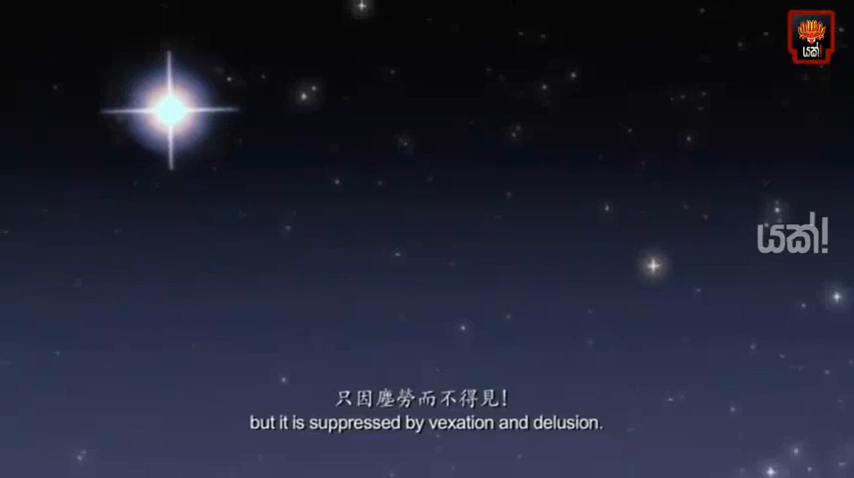 යක්!
යක්!
只因塵勞而不得見!
but it is suppressed by vexation and delusion.